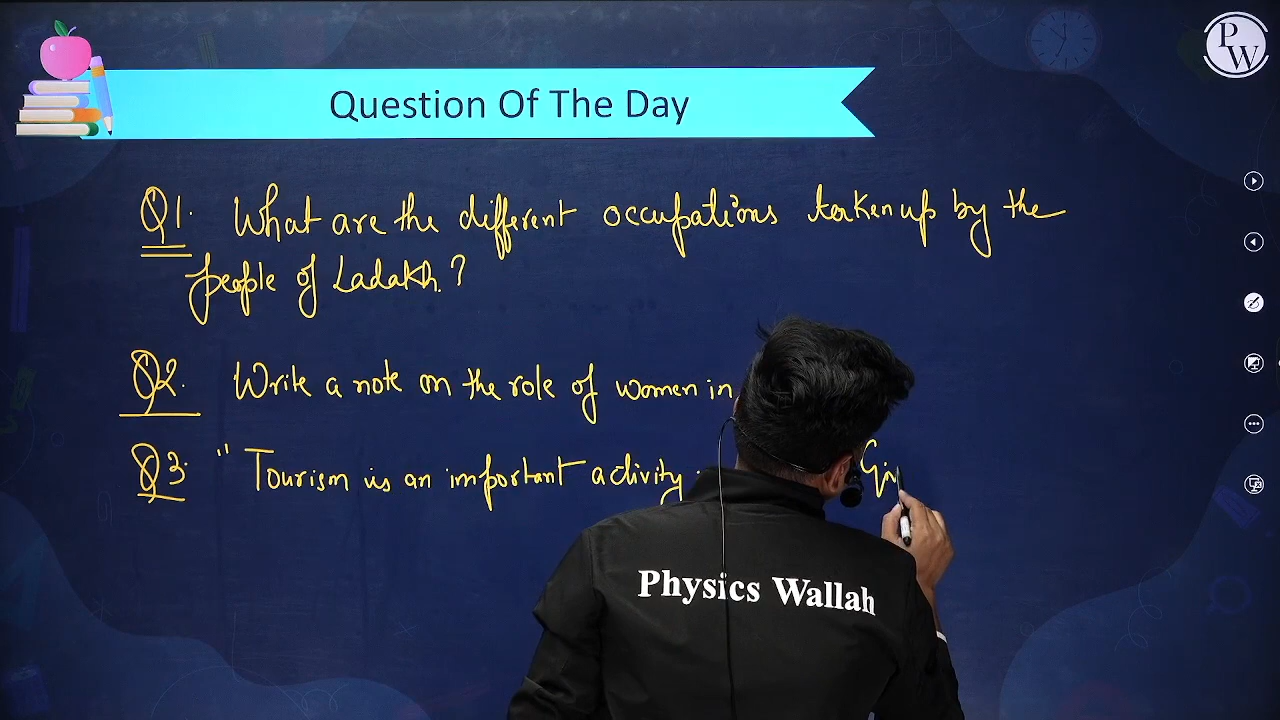 PW
Question Of The Day
Q1. What are the different occupations taken up by the
people of Ladakh.?
Q2. Write a note on the role of women in
Q3. " Tourism is an important activity
Physics Wallah